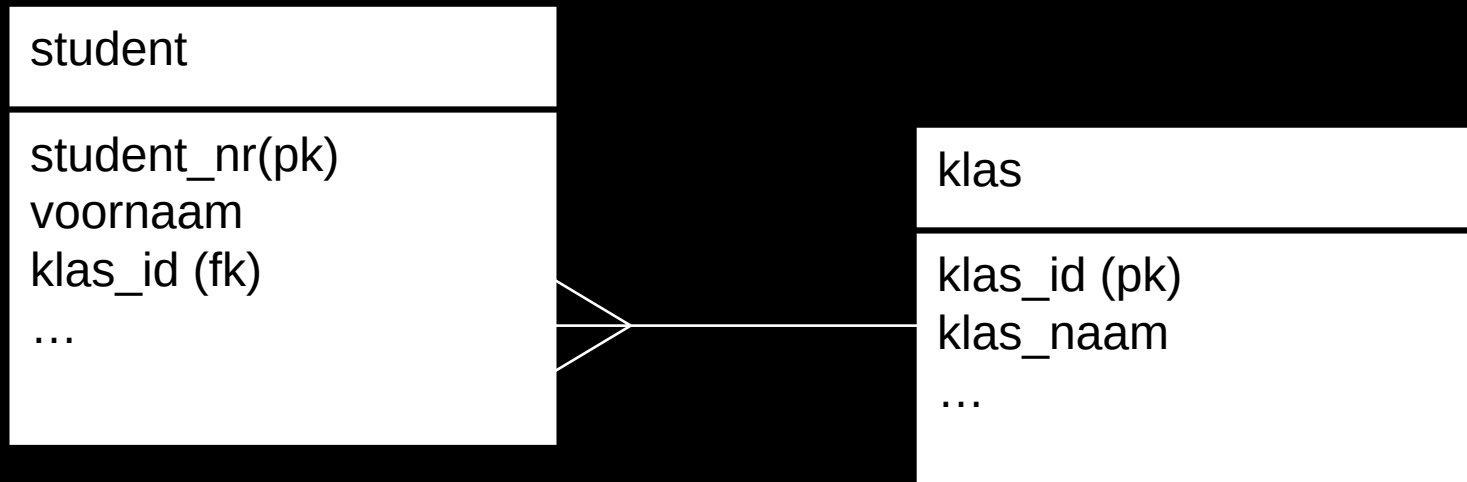 student
student_nr(pk)
voornaam
klas_id (fk)
…
klas
klas_id (pk)
klas_naam
…